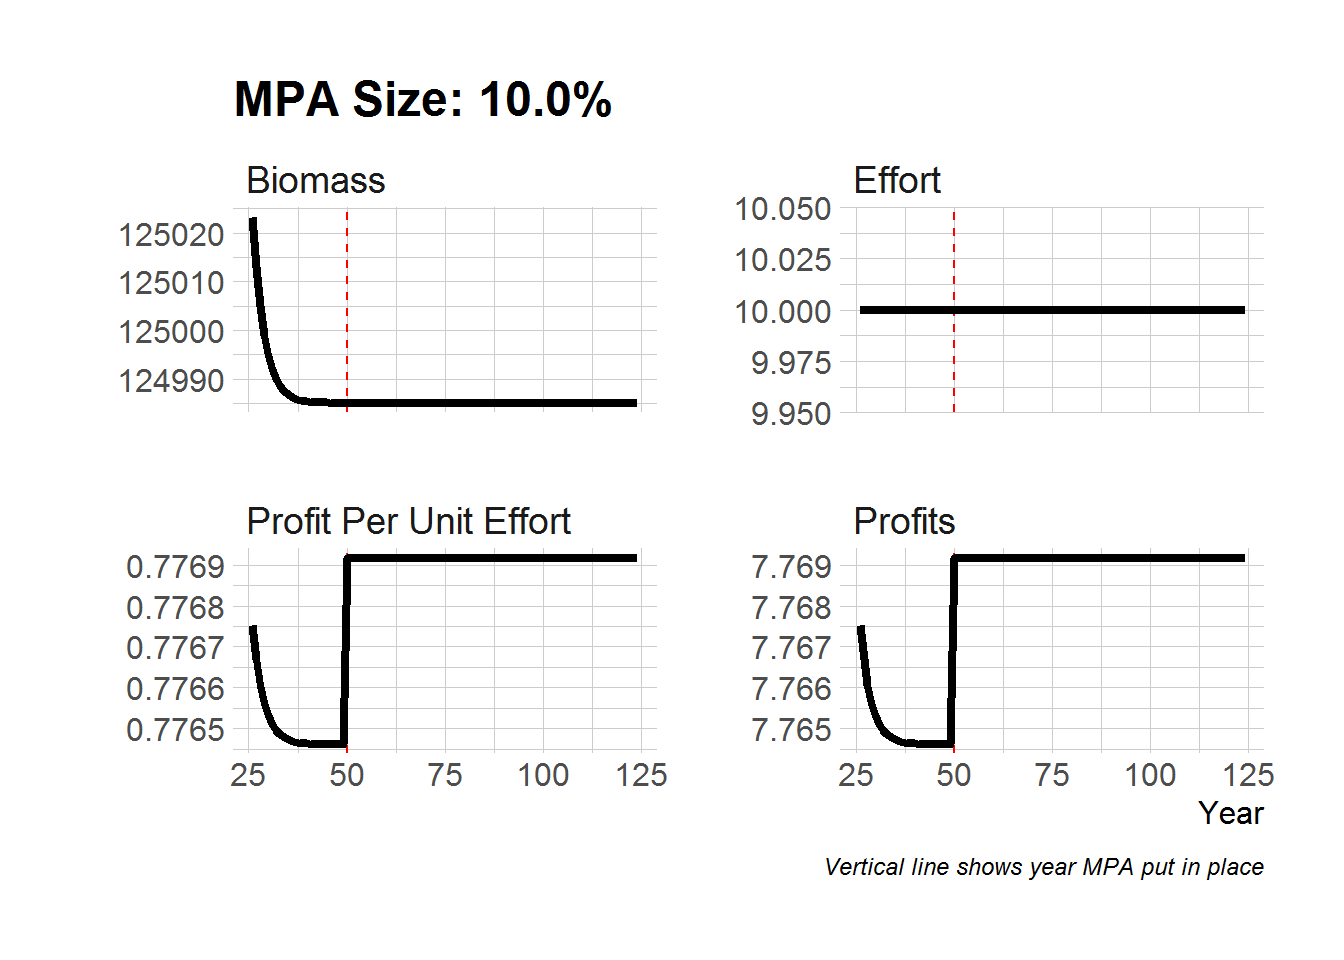 MPA Size: 10.0%
Biomass
125020
125010
125000
124990
Effort
10.050
10.025
10.000
9.975
9.950
Profit Per Unit Effort
0.7769
0.7768
0.7767
0.7766
0.7765
25 50 75 100 125
Profits
7.769
7.768
7.767
7.766
7.765
25 50 75 100 125
Year
Vertical line shows year MPA put in place